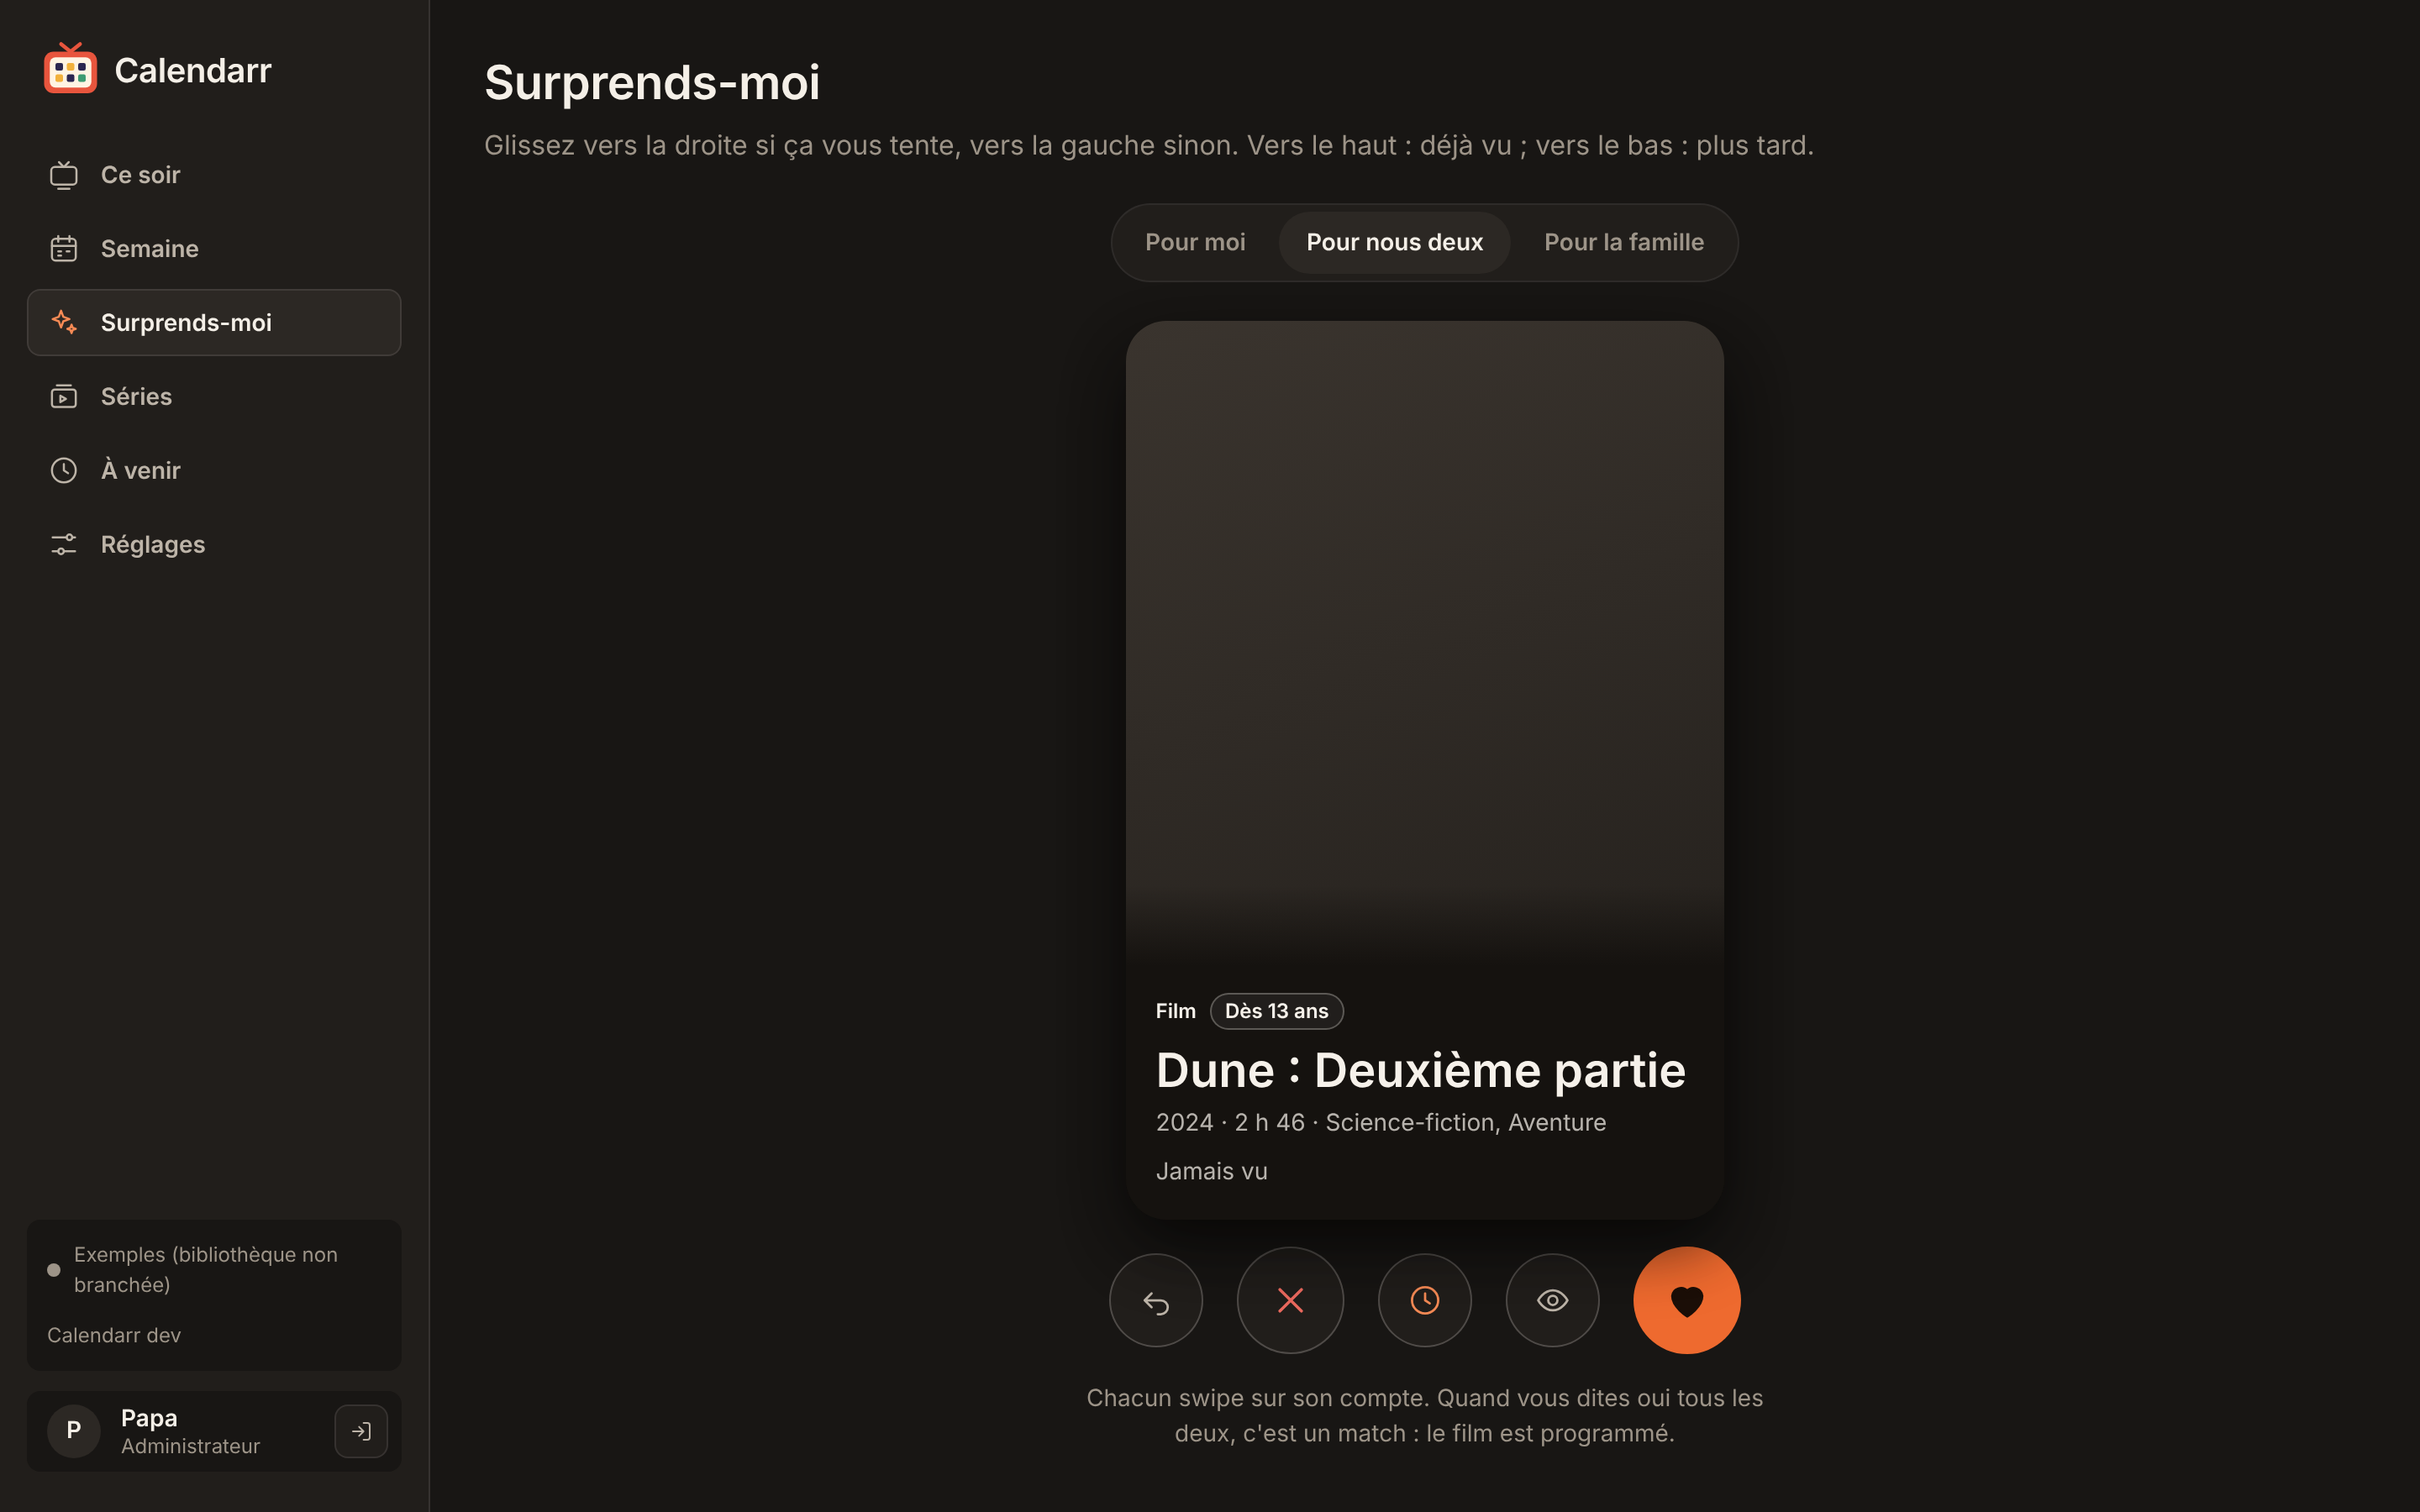 Calendarr
Ce soir
Semaine
Surprends-moi
Séries
À venir
Réglages
Exemples (bibliothèque non
branchée)
Calendarr dev
P
Papa
Administrateur
Surprends-moi
Glissez vers la droite si ça vous tente, vers la gauche sinon. Vers le haut : déjà vu ; vers le bas : plus tard.
Pour moi
Pour nous deux
Pour la famille
Film
Dès 13 ans
Dune : Deuxième partie
2024 · 2 h 46 · Science-fiction, Aventure
Jamais vu
Chacun swipe sur son compte. Quand vous dites oui tous les
deux, c'est un match : le film est programmé.